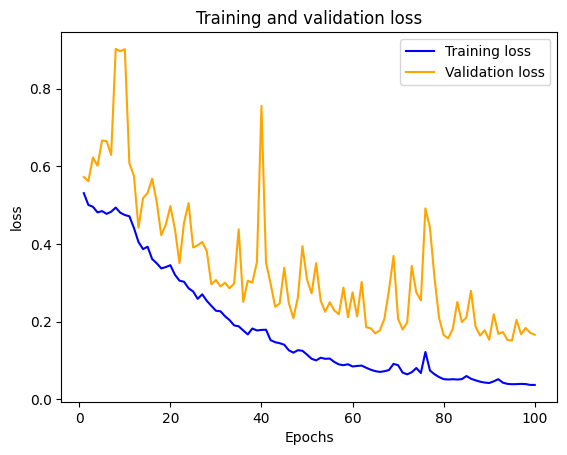 Training and validation loss
Training loss
Validation loss
loss
0.8
0.6
0.4
0.2
0.0
0
20
40
60
80
100
Epochs